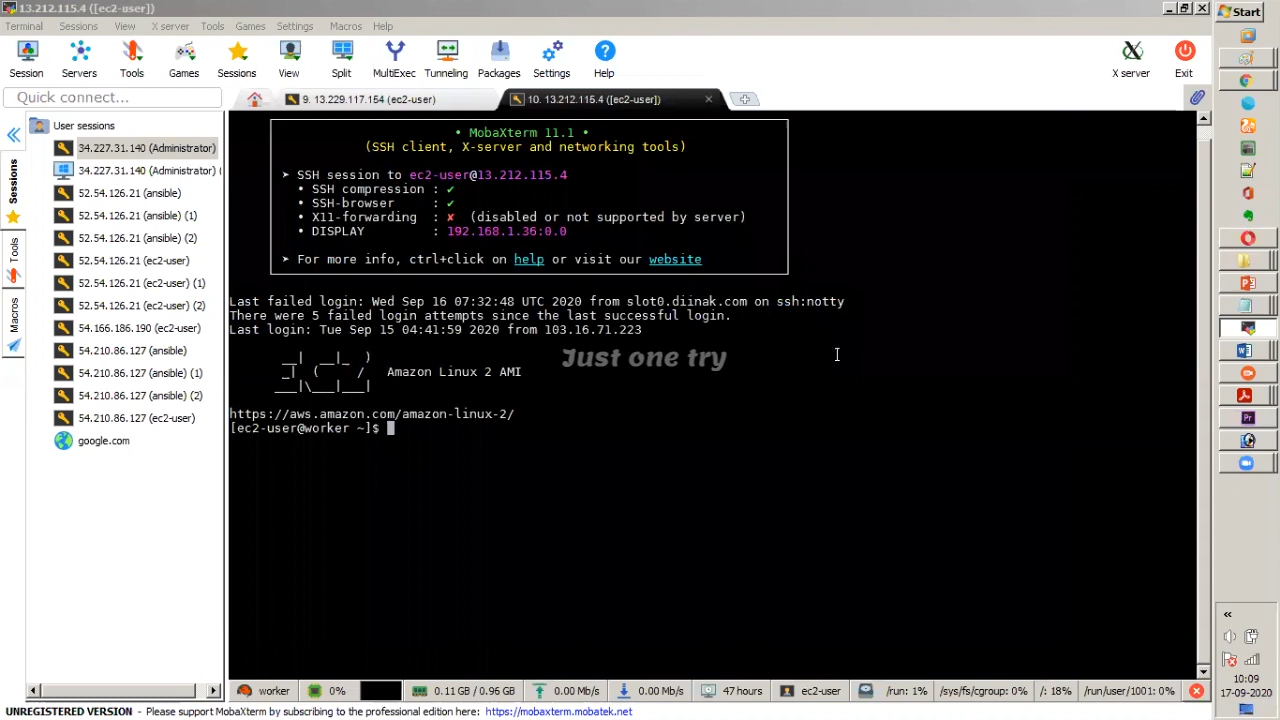 13.212.115.4 ([ec2-user])
Terminal Sessions View X server Tools Games Settings Macros Help
Session Servers Tools Games Sessions View Split MultiExec Tunneling Packages Settings Help X server Exit
Quick connect...
9. 13.229.117.154 (ec2-user)
10. 13.212.115.4 ([ec2-user])
User sessions
34.227.31.140 (Administrator)
34.227.31.140 (Administrator) (
52.54.126.21 (ansible)
52.54.126.21 (ansible) (1)
52.54.126.21 (ansible) (2)
52.54.126.21 (ec2-user)
52.54.126.21 (ec2-user) (1)
52.54.126.21 (ec2-user) (2)
54.166.186.190 (ec2-user)
54.210.86.127 (ansible)
54.210.86.127 (ansible) (1)
54.210.86.127 (ansible) (2)
54.210.86.127 (ec2-user)
google.com
Sessions
Tools
Macros
• MobaXterm 11.1 •
(SSH client, X-server and networking tools)
➤ SSH session to ec2-user@13.212.115.4
• SSH compression : ✔
• SSH-browser : ✔
• X11-forwarding : ✘ (disabled or not supported by server)
• DISPLAY : 192.168.1.36:0.0
➤ For more info, ctrl+click on help or visit our website
Last failed login: Wed Sep 16 07:32:48 UTC 2020 from slot0.diinak.com on ssh:notty
There were 5 failed login attempts since the last successful login.
Last login: Tue Sep 15 04:41:59 2020 from 103.16.71.223
Just one try
__| __|_ )
_| ( / Amazon Linux 2 AMI
___|\___|___|
https://aws.amazon.com/amazon-linux-2/
[ec2-user@worker ~]$
worker 0% 0.11 GB / 0.96 GB 0.00 Mb/s 0.00 Mb/s 47 hours ec2-user /run: 1% /sys/fs/cgroup: 0% /: 18% /run/user/1001: 0%
UNREGISTERED VERSION - Please support MobaXterm by subscribing to the professional edition here: https://mobaxterm.mobatek.net
Start
«
10:09
17-09-2020